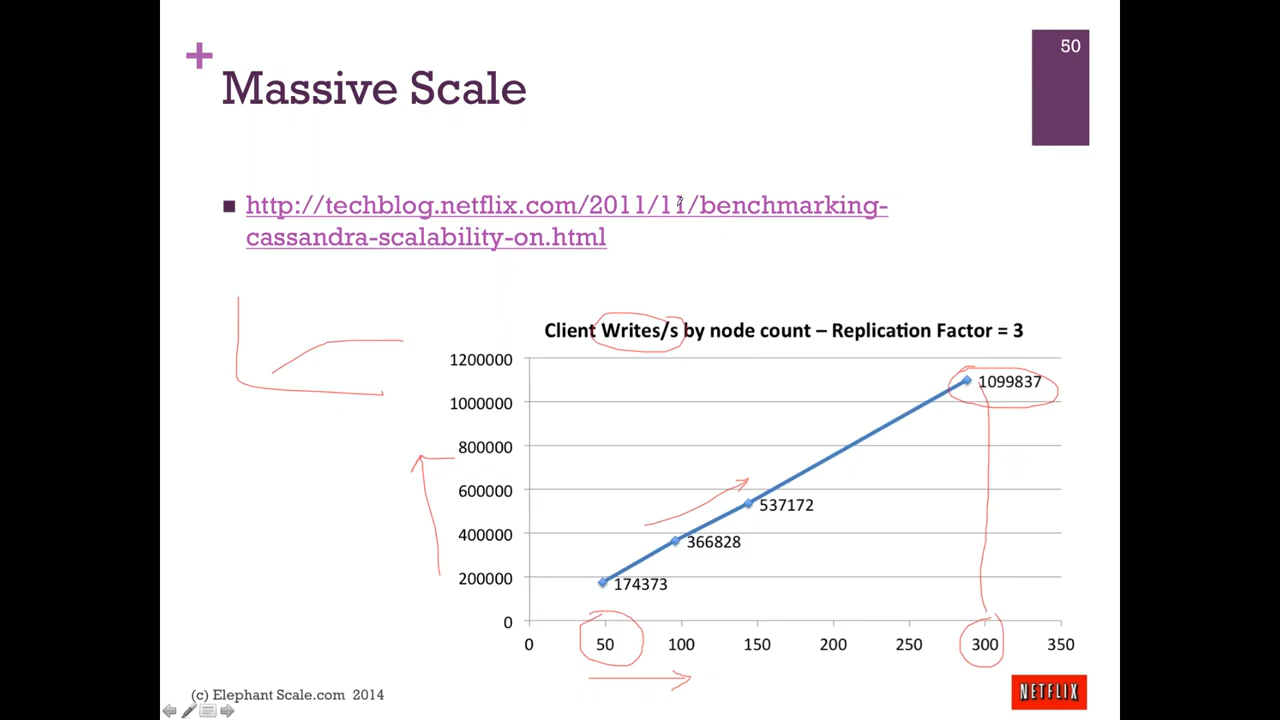 50
Massive Scale
http://techblog.netflix.com/2011/11/benchmarking-
cassandra-scalability-on.html
Client Writes/s by node count – Replication Factor = 3
1200000
1000000
800000
600000
400000
200000
0
1099837
537172
366828
174373
0 50 100 150 200 250 300 350
(c) Elephant Scale.com 2014
NETFLIX